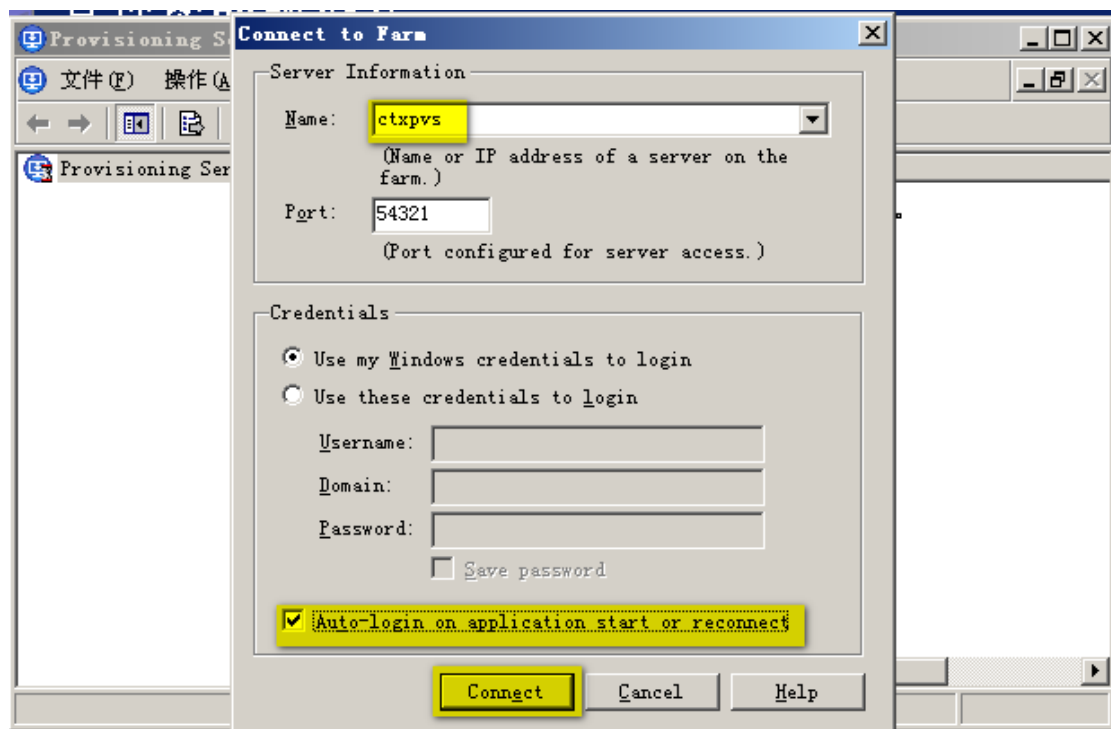 Provisioning S
Connect to Farm
文件(F) 操作(A
Server Information
Name: ctxpvs
(Name or IP address of a server on the
farm.)
Provisioning Ser
Port: 54321
(Port configured for server access.)
Credentials
Use my Windows credentials to login
Use these credentials to login
Username:
Domain:
Password:
Save password
Auto-login on application start or reconnect
Connect Cancel Help